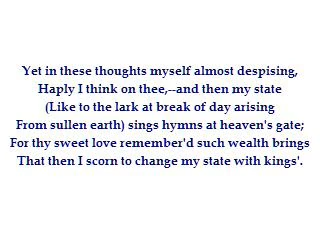 Yet in these thoughts myself almost despising,
Haply I think on thee,--and then my state
(Like to the lark at break of day arising
From sullen earth) sings hymns at heaven's gate;
For thy sweet love remember'd such wealth brings
That then I scorn to change my state with kings'.